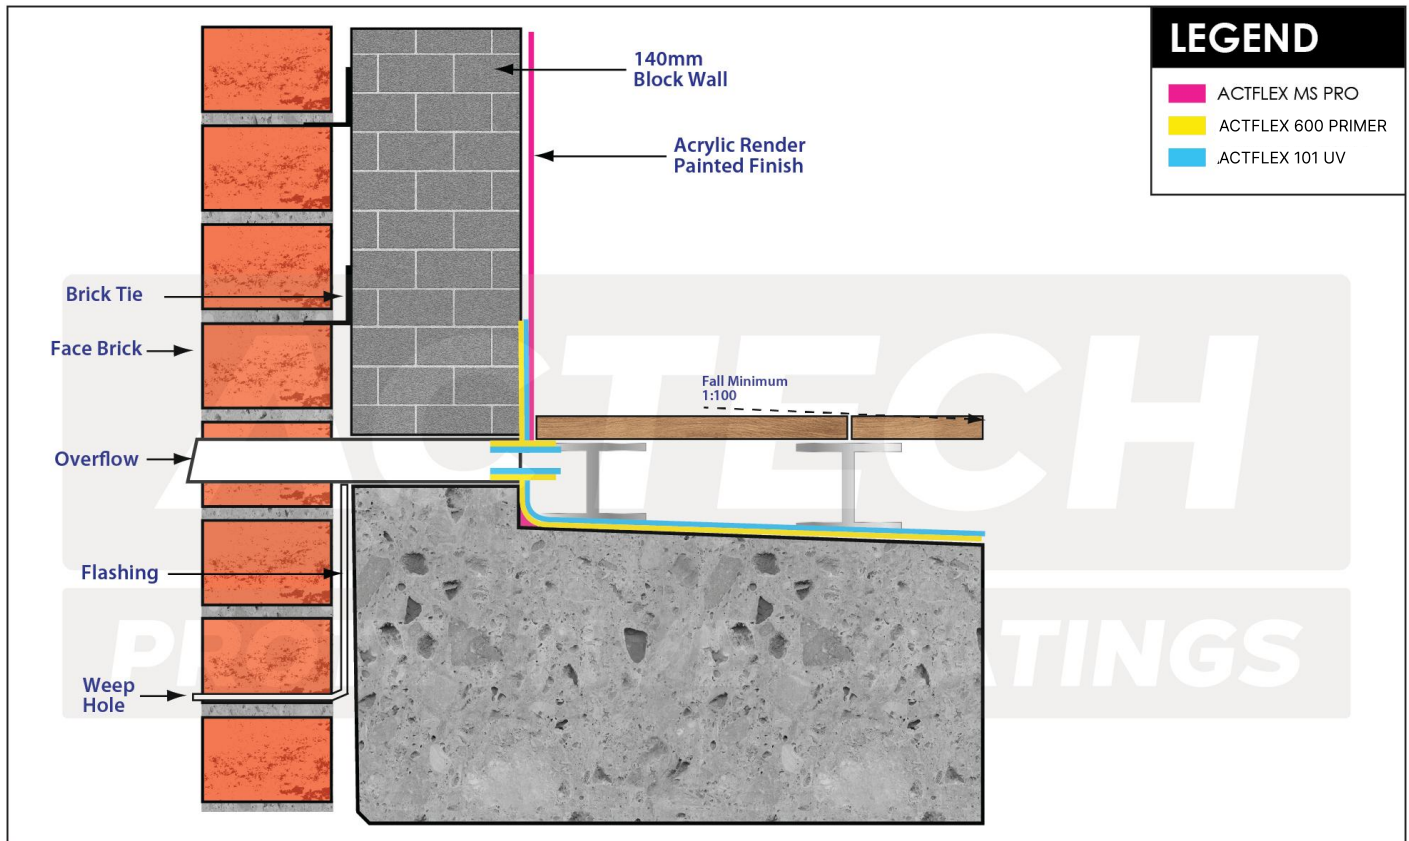 LEGEND
ACTFLEX MS PRO
ACTFLEX 600 PRIMER
ACTFLEX 101 UV
140mm
Block Wall
Acrylic Render
Painted Finish
Brick Tie
Face Brick
Fall Minimum
1:100
Overflow
Flashing
Weep
Hole
ACTECH